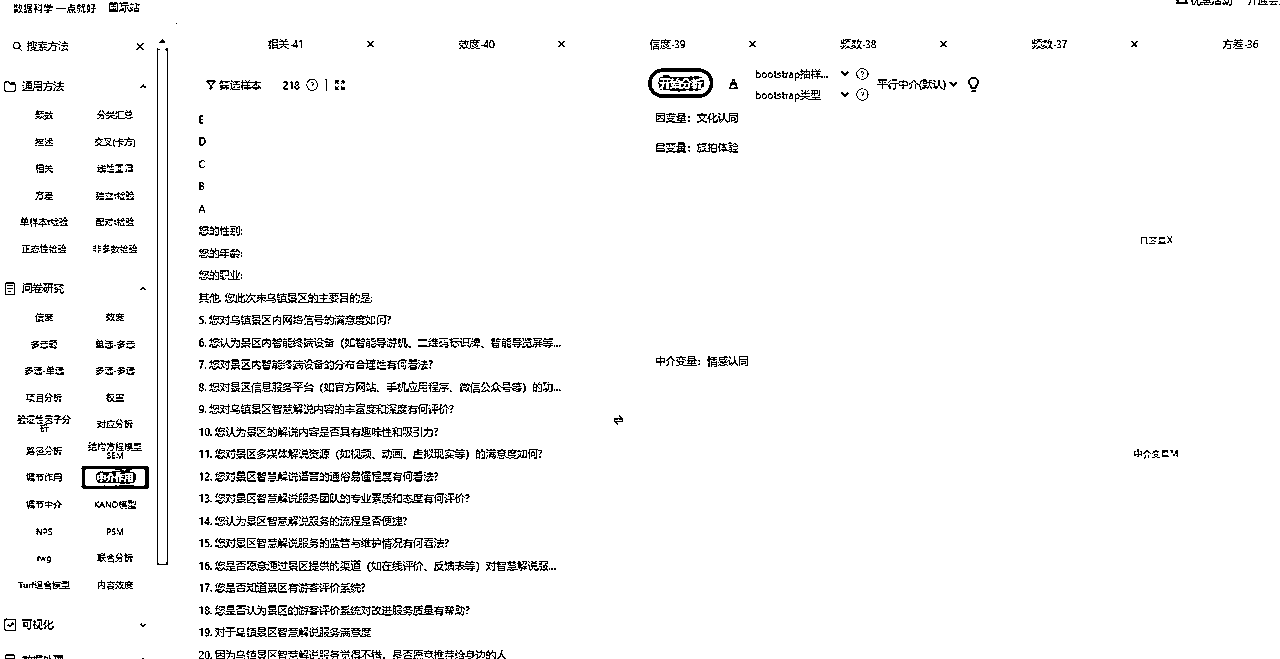 数据科学 一点就好 国际站
优惠活动
搜索方法
相关-41
效度-40
信度-39
频数-38
频数-37
方差-36
通用方法
筛选样本 218
开始分析
bootstrap抽样...
bootstrap类型
平行中介(默认)
频数 分类汇总
描述 交叉(卡方)
相关 线性回归
方差 独立t检验
单样本t检验 配对t检验
正态性检验 非参数检验
问卷研究
信度 效度
多选题 单选-多选
多选-单选 多选-多选
项目分析 权重
验证性因子分析 对应分析
路径分析 结构方程模型SEM
调节作用 中介作用
调节中介 KANO模型
NPS PSM
rwg 联合分析
Turf组合模型 内容效度
可视化
数据处理
E
D
C
B
A
您的性别:
您的年龄:
您的职业:
其他. 您此次来乌镇景区的主要目的是:
5. 您对乌镇景区内网络信号的满意度如何?
6. 您认为景区内智能终端设备（如智能导游机、二维码标识牌、智能导览屏等...
7. 您对景区内智能终端设备的分布合理性有何看法?
8. 您对景区信息服务平台（如官方网站、手机应用程序、微信公众号等）的功...
9. 您对乌镇景区智慧解说内容的丰富度和深度有何评价?
10. 您认为景区的解说内容是否具有趣味性和吸引力?
11. 您对景区多媒体解说资源（如视频、动画、虚拟现实等）的满意度如何?
12. 您对景区智慧解说语言的通俗易懂程度有何看法?
13. 您对景区智慧解说服务团队的专业素质和态度有何评价?
14. 您认为景区智慧解说服务的流程是否便捷?
15. 您对景区智慧解说服务的监管与维护情况有何看法?
16. 您是否愿意通过景区提供的渠道（如在线评价、反馈表等）对智慧解说服...
17. 您是否知道景区有游客评价系统?
18. 您是否认为景区的游客评价系统对改进服务质量有帮助?
19. 对于乌镇景区智慧解说服务满意度
20. 因为乌镇景区智慧解说服务觉得不错，是否愿意推荐给身边的人
因变量：文化认同
自变量：旅拍体验
自变量X
中介变量：情感认同
中介变量M